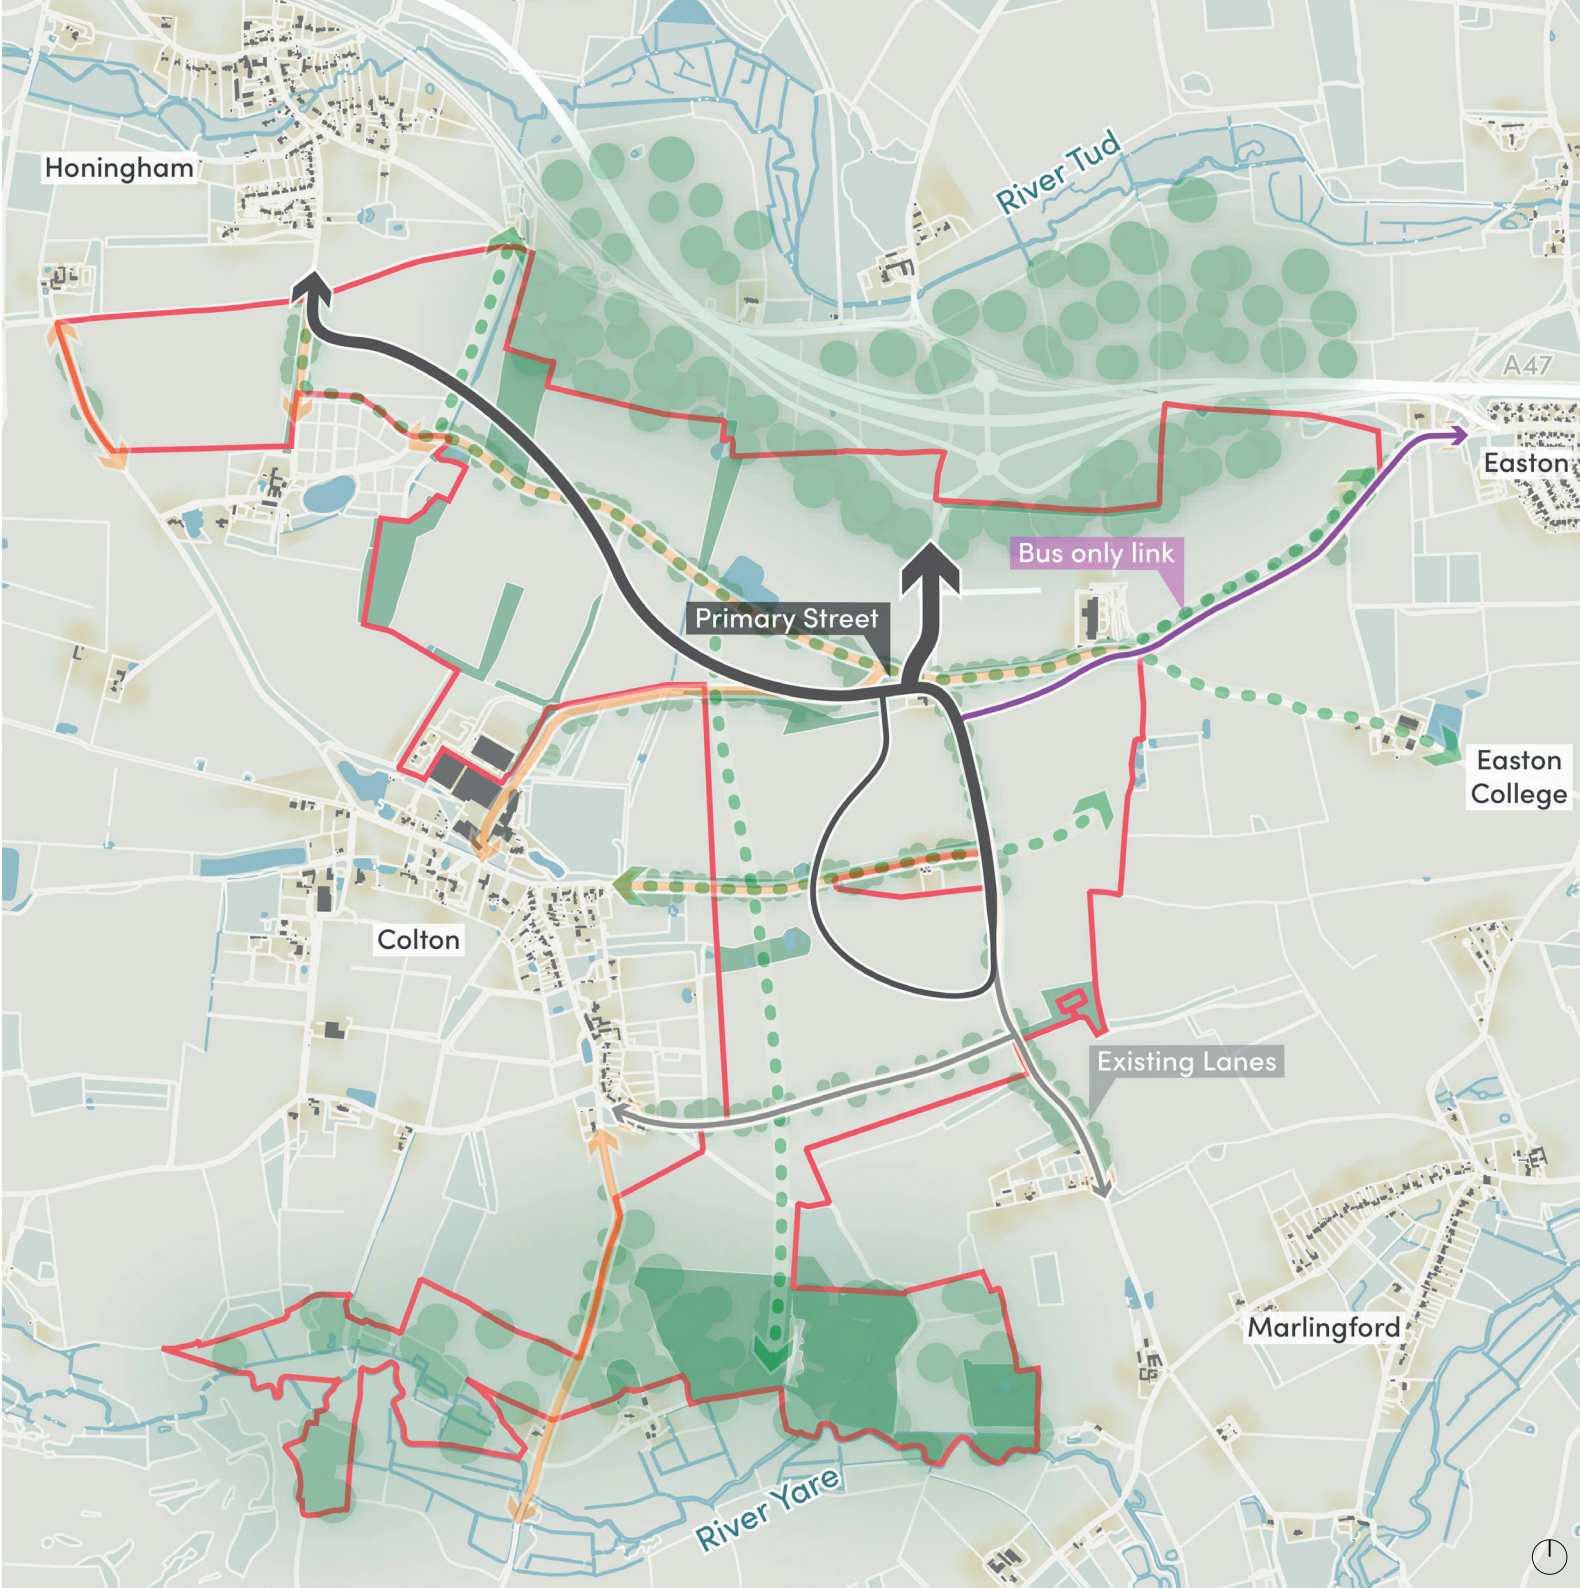 Honingham
River Tud
A47
Easton
Bus only link
Primary Street
Easton
College
Colton
Existing Lanes
Marlingford
River Yare